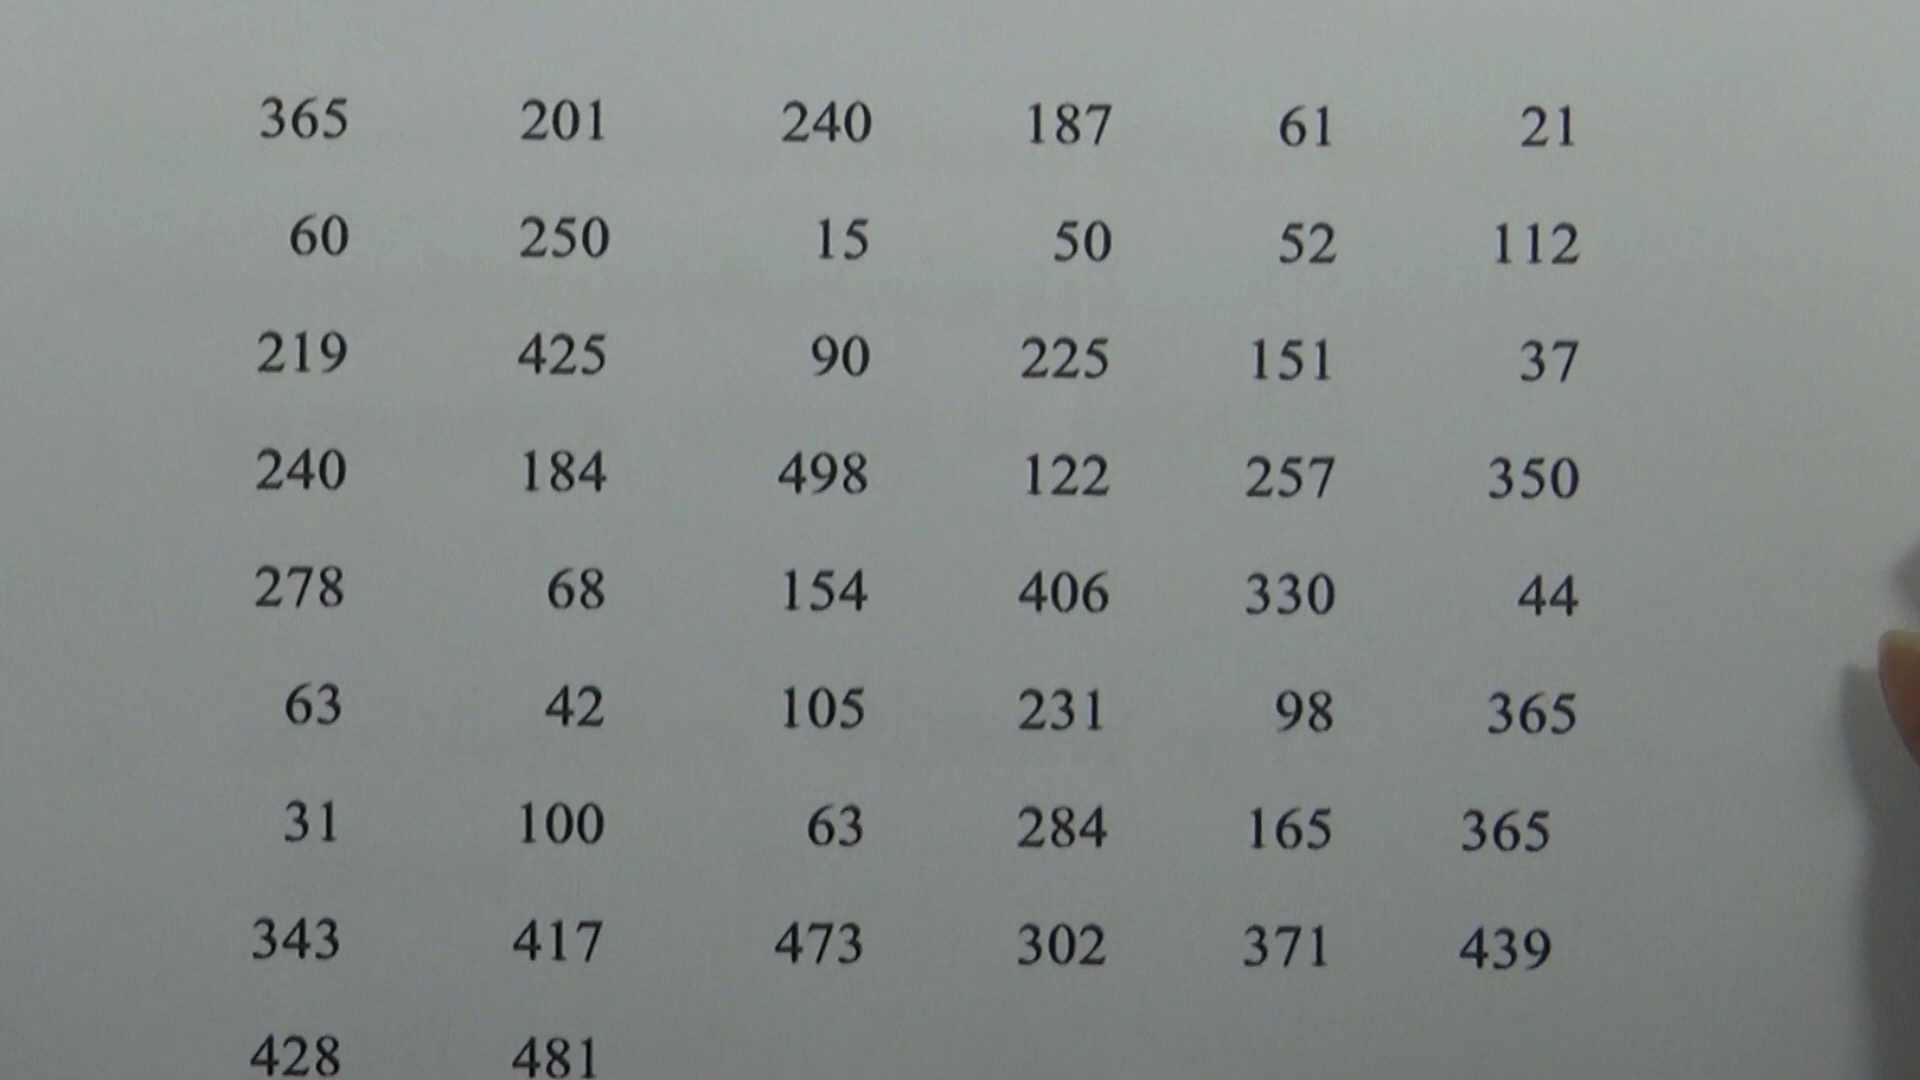 365 201 240 187 61 21
60 250 15 50 52 112
219 425 90 225 151 37
240 184 498 122 257 350
278 68 154 406 330 44
63 42 105 231 98 365
31 100 63 284 165 365
343 417 473 302 371 439
428 481